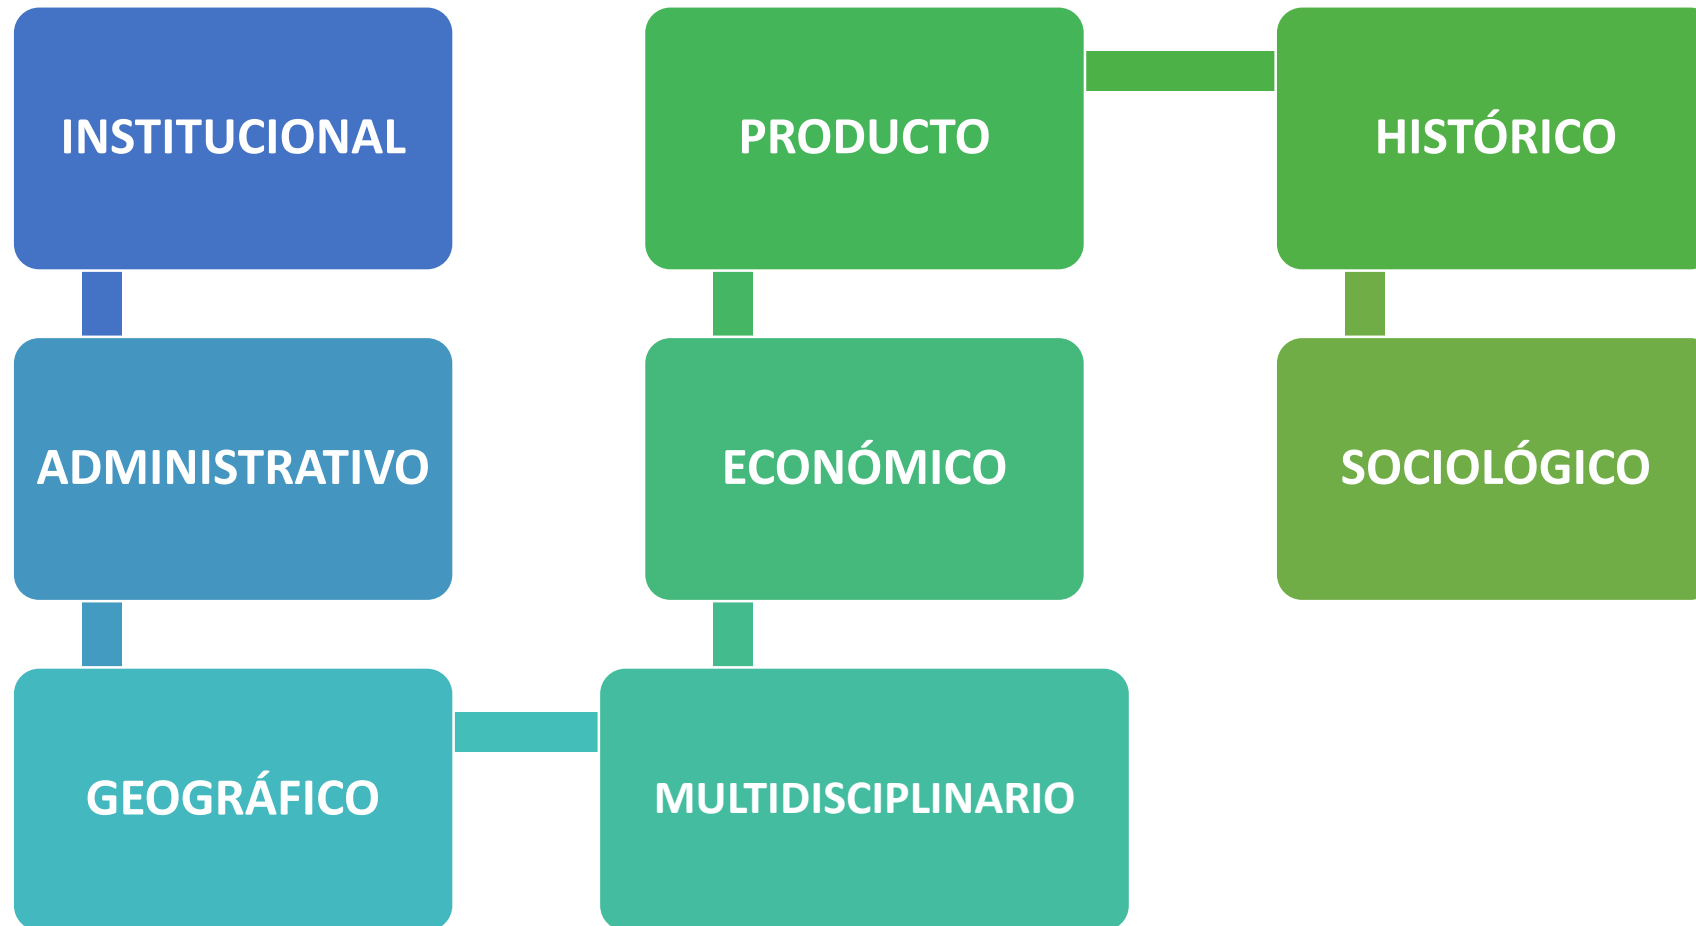 INSTITUCIONAL
ADMINISTRATIVO
GEOGRÁFICO
MULTIDISCIPLINARIO
ECONÓMICO
PRODUCTO
HISTÓRICO
SOCIOLÓGICO